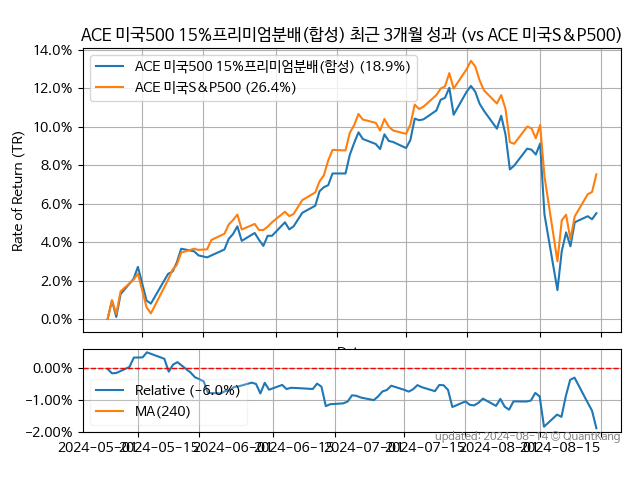 ACE 미국500 15%프리미엄분배(합성) 최근 3개월 성과 (vs ACE 미국S&P500)
14.0%
12.0%
10.0%
8.0%
6.0%
4.0%
2.0%
0.0%
Rate of Return (TR)
ACE 미국500 15%프리미엄분배(합성) (18.9%)
ACE 미국S&P500 (26.4%)
0.00%
-1.00%
-2.00%
Relative (-6.0%)
MA(240)
updated: 2024-08-14 © QuantKang
2024-05-01 2024-05-15 2024-06-01 2024-06-15 2024-07-01 2024-07-15 2024-08-01 2024-08-15